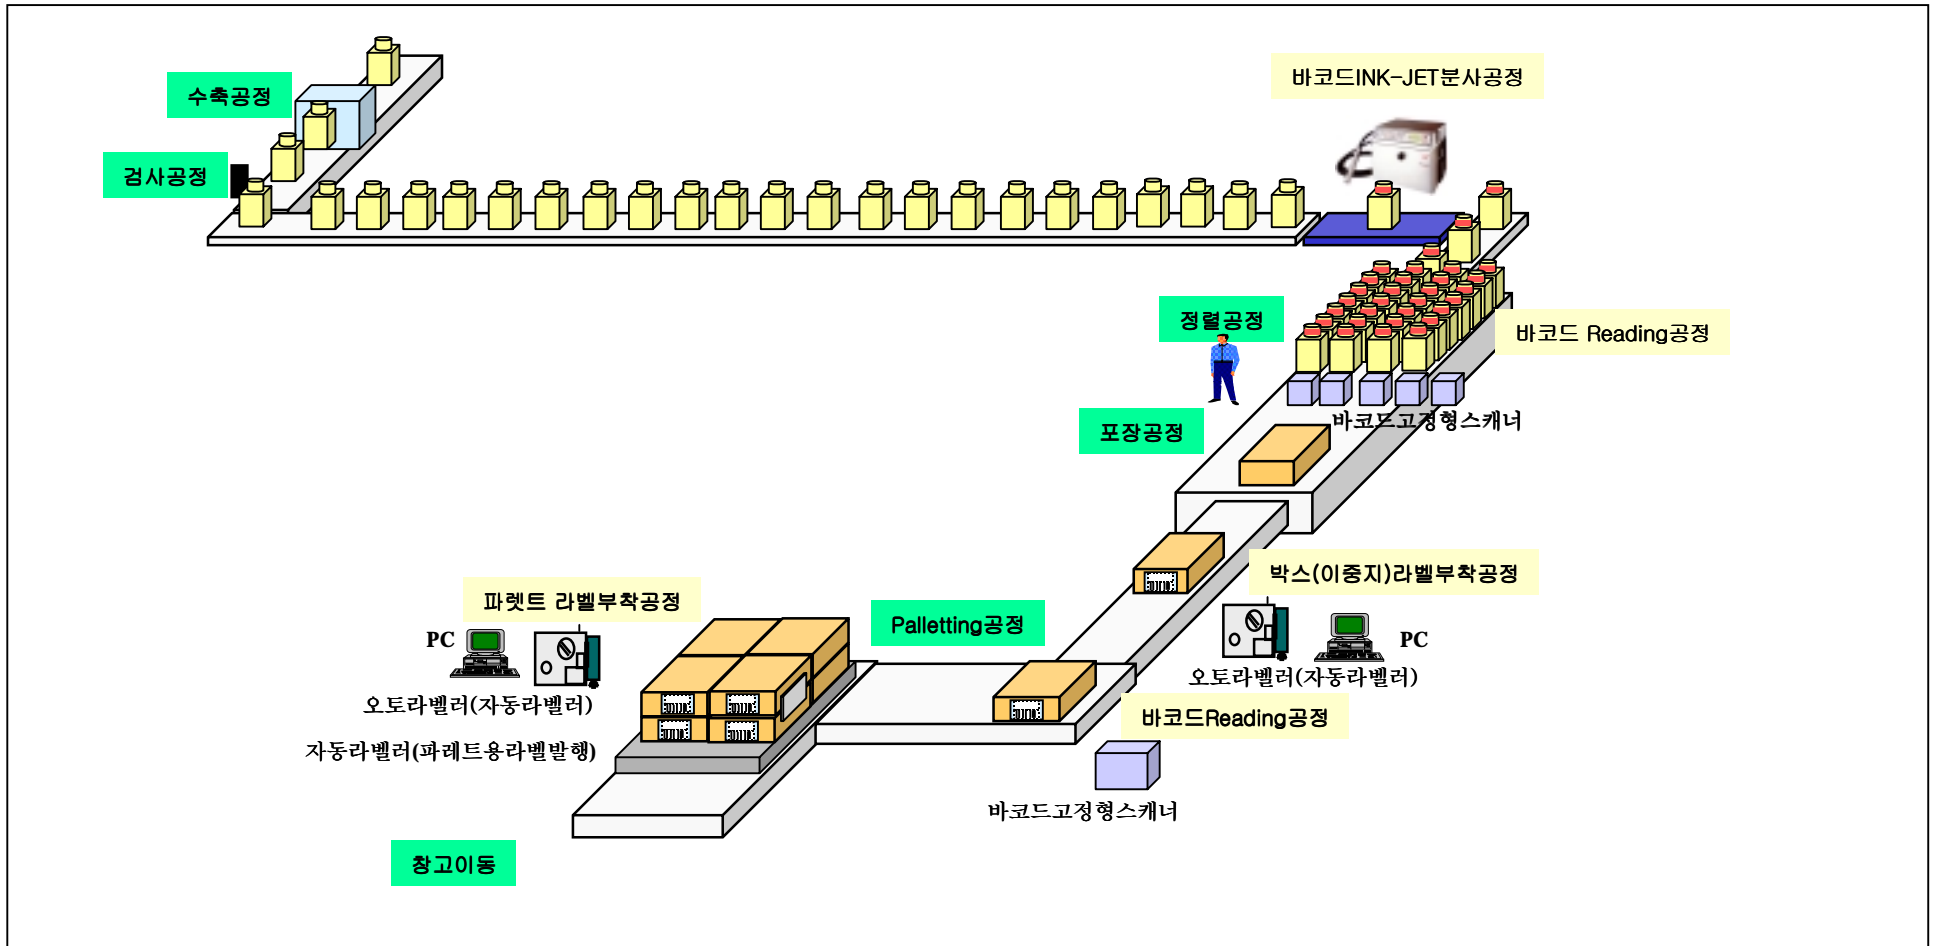 수축공정
바코드INK-JET분사공정
검사공정
정렬공정
바코드 Reading공정
바코드고정형스캐너
포장공정
박스(이중지)라벨부착공정
파렛트 라벨부착공정
Palletting공정
PC
PC
오토라벨러(자동라벨러)
오토라벨러(자동라벨러)
바코드Reading공정
자동라벨러(파레트용라벨발행)
바코드고정형스캐너
창고이동